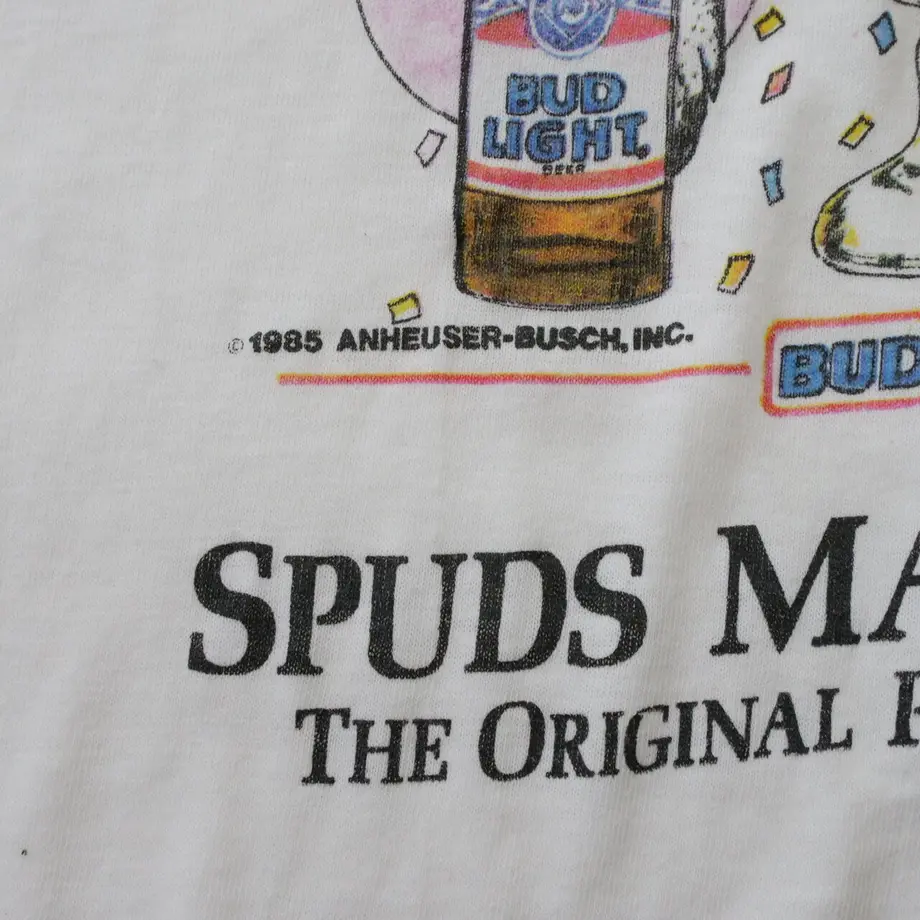 BUD
LIGHT
BEER
©1985 ANHEUSER-BUSCH, INC.
BUD
SPUDS MA
THE ORIGINAL